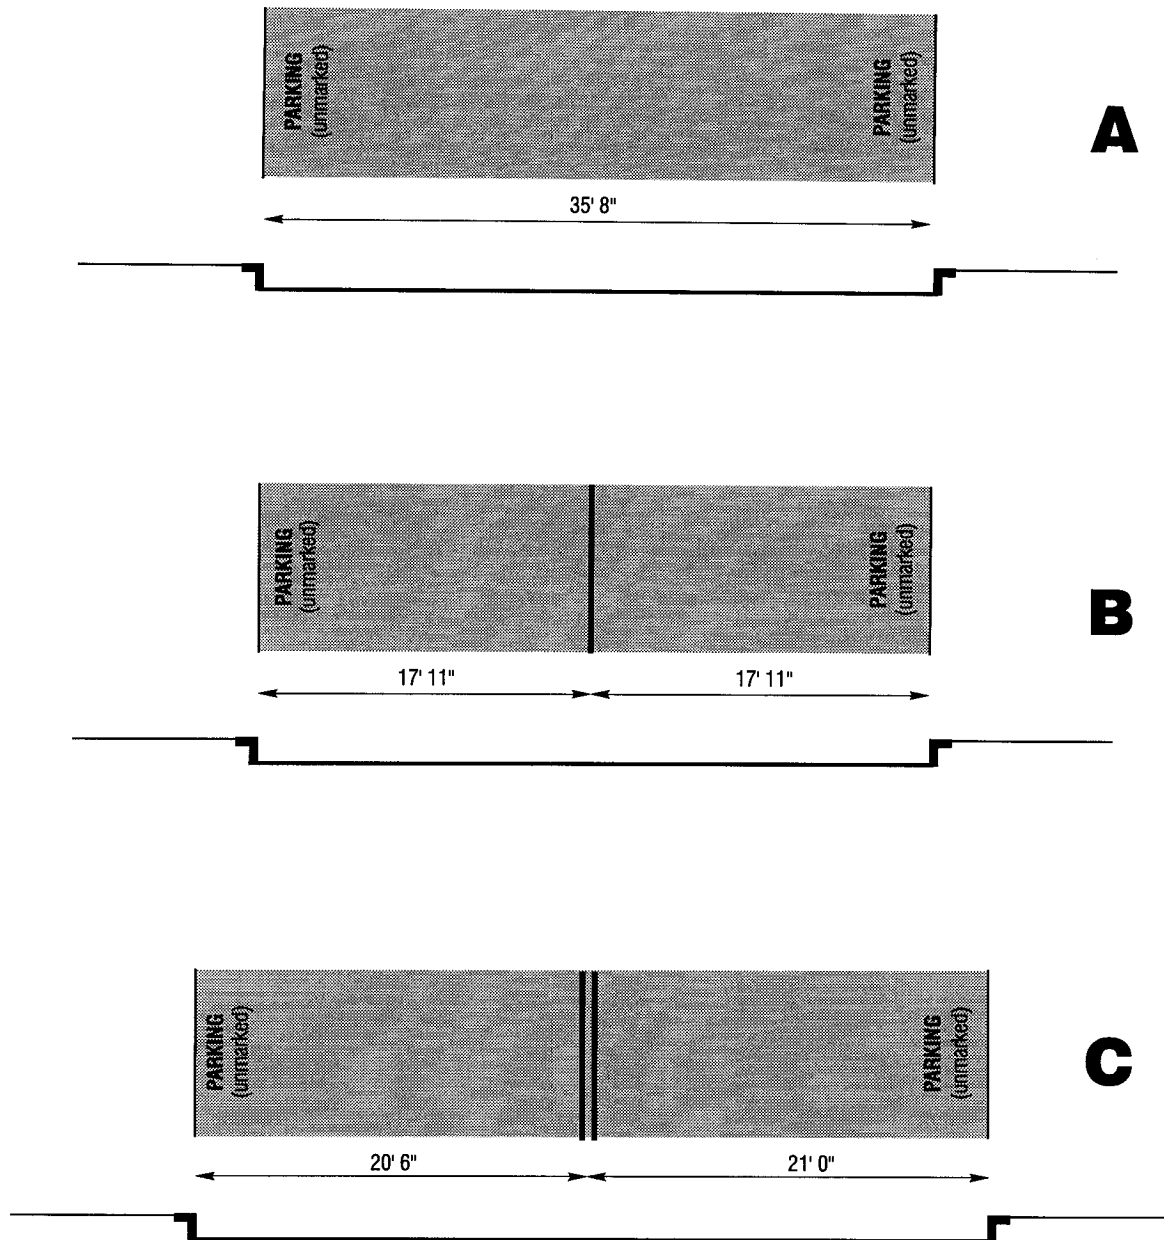 PARKING
(unmarked)
PARKING
(unmarked)
A
35' 8"
PARKING
(unmarked)
PARKING
(unmarked)
B
17' 11"
17' 11"
PARKING
(unmarked)
PARKING
(unmarked)
C
20' 6"
21' 0"